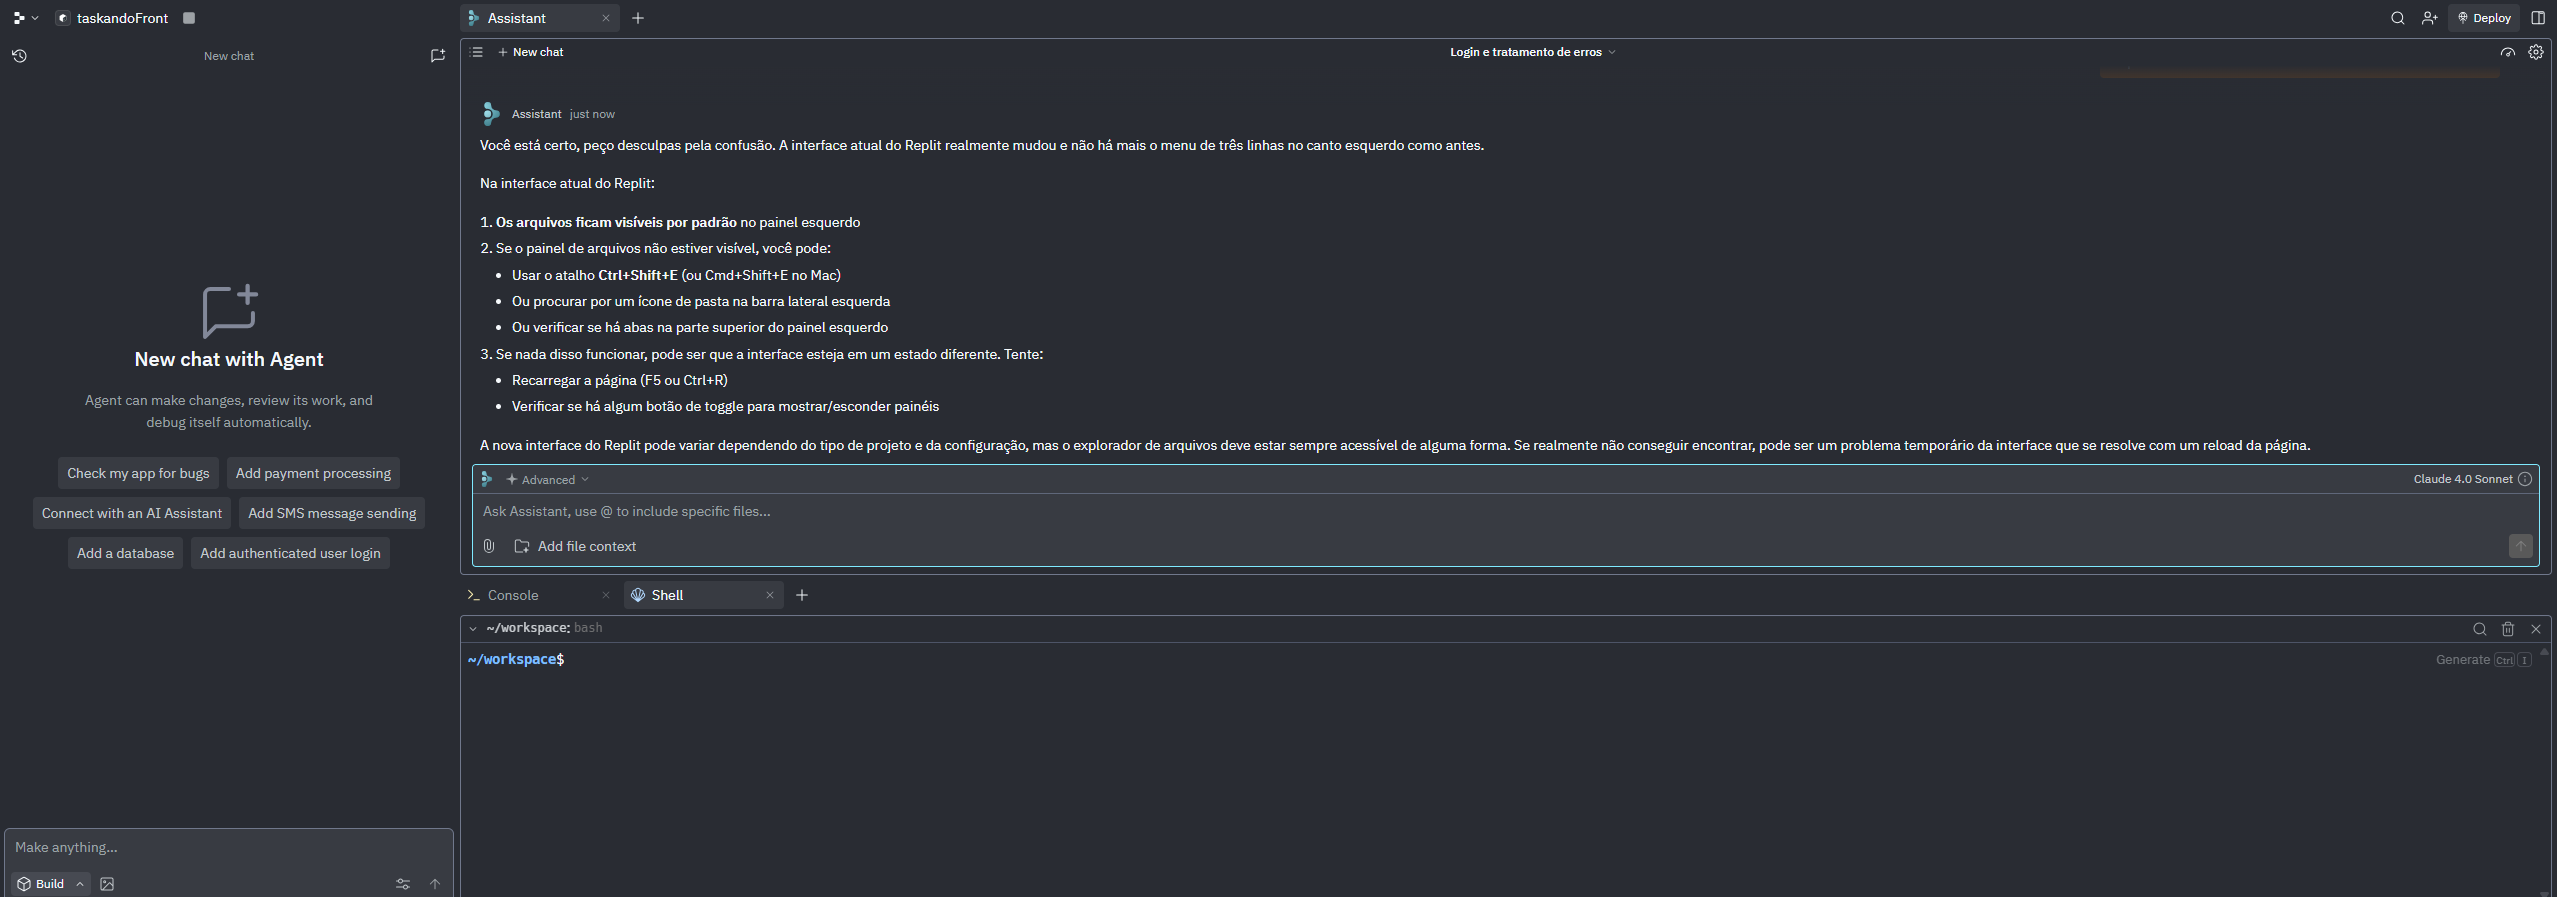 taskandoFront
Assistant
Deploy
New chat
New chat
Login e tratamento de erros
New chat with Agent
Agent can make changes, review its work, and
debug itself automatically.
Check my app for bugs
Add payment processing
Connect with an AI Assistant
Add SMS message sending
Add a database
Add authenticated user login
Make anything...
Build
Assistant just now
Você está certo, peço desculpas pela confusão. A interface atual do Replit realmente mudou e não há mais o menu de três linhas no canto esquerdo como antes.
Na interface atual do Replit:
1. Os arquivos ficam visíveis por padrão no painel esquerdo
2. Se o painel de arquivos não estiver visível, você pode:
• Usar o atalho Ctrl+Shift+E (ou Cmd+Shift+E no Mac)
• Ou procurar por um ícone de pasta na barra lateral esquerda
• Ou verificar se há abas na parte superior do painel esquerdo
3. Se nada disso funcionar, pode ser que a interface esteja em um estado diferente. Tente:
• Recarregar a página (F5 ou Ctrl+R)
• Verificar se há algum botão de toggle para mostrar/esconder painéis
A nova interface do Replit pode variar dependendo do tipo de projeto e da configuração, mas o explorador de arquivos deve estar sempre acessível de alguma forma. Se realmente não conseguir encontrar, pode ser um problema temporário da interface que se resolve com um reload da página.
Advanced
Claude 4.0 Sonnet
Ask Assistant, use @ to include specific files...
Add file context
Console
Shell
~/workspace: bash
~/workspace$
Generate Ctrl I